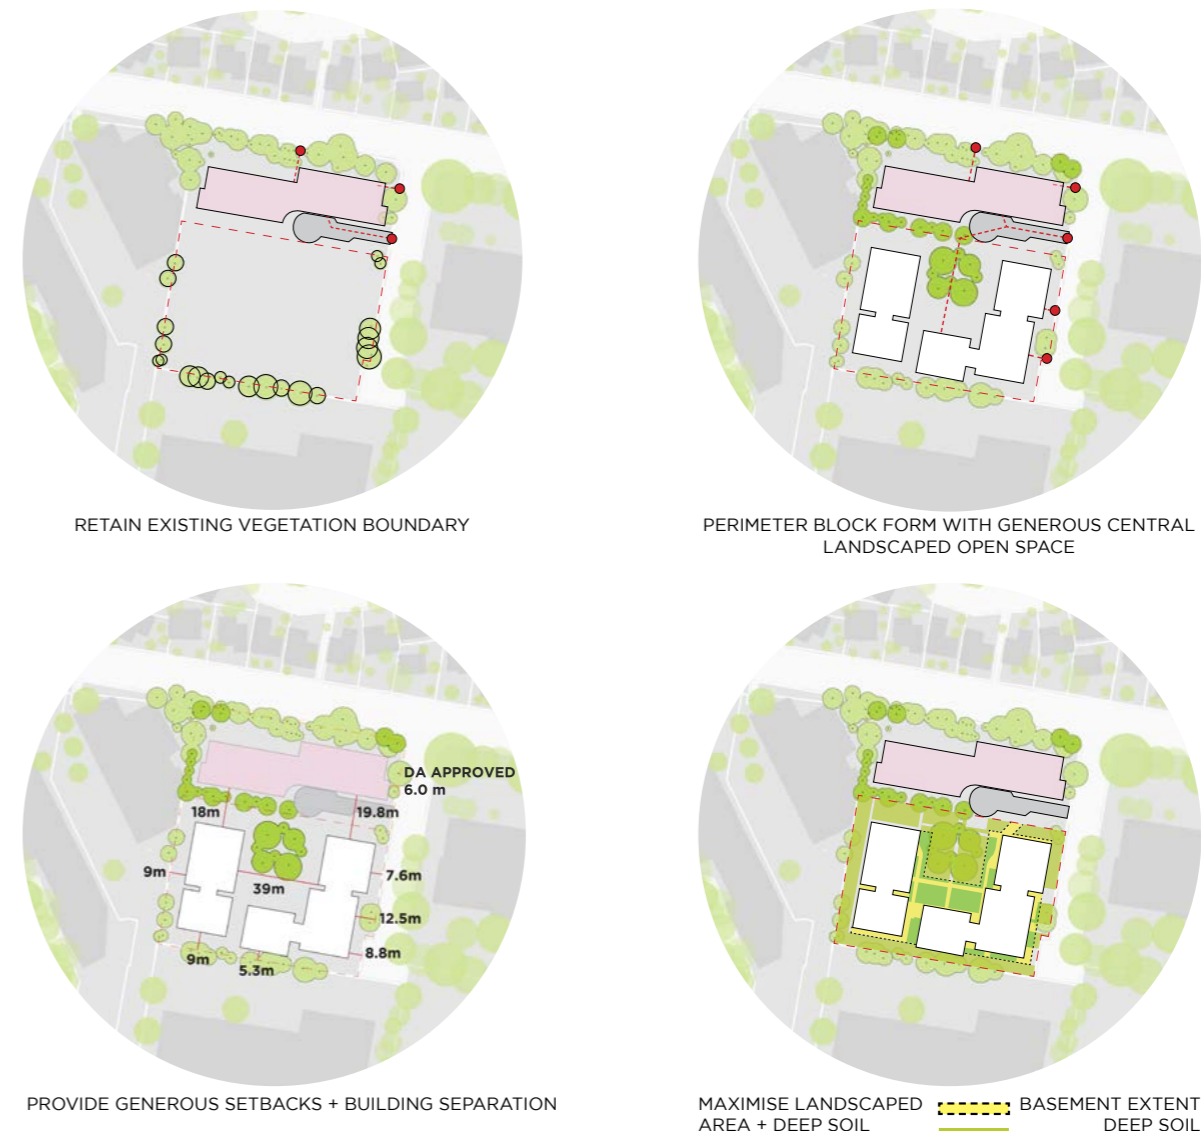 RETAIN EXISTING VEGETATION BOUNDARY
PERIMETER BLOCK FORM WITH GENEROUS CENTRAL
LANDSCAPED OPEN SPACE
DA APPROVED
6.0 m
18m
19.8m
9m
39m
7.6m
12.5m
9m
5.3m
8.8m
PROVIDE GENEROUS SETBACKS + BUILDING SEPARATION
MAXIMISE LANDSCAPED
AREA + DEEP SOIL
BASEMENT EXTENT
DEEP SOIL